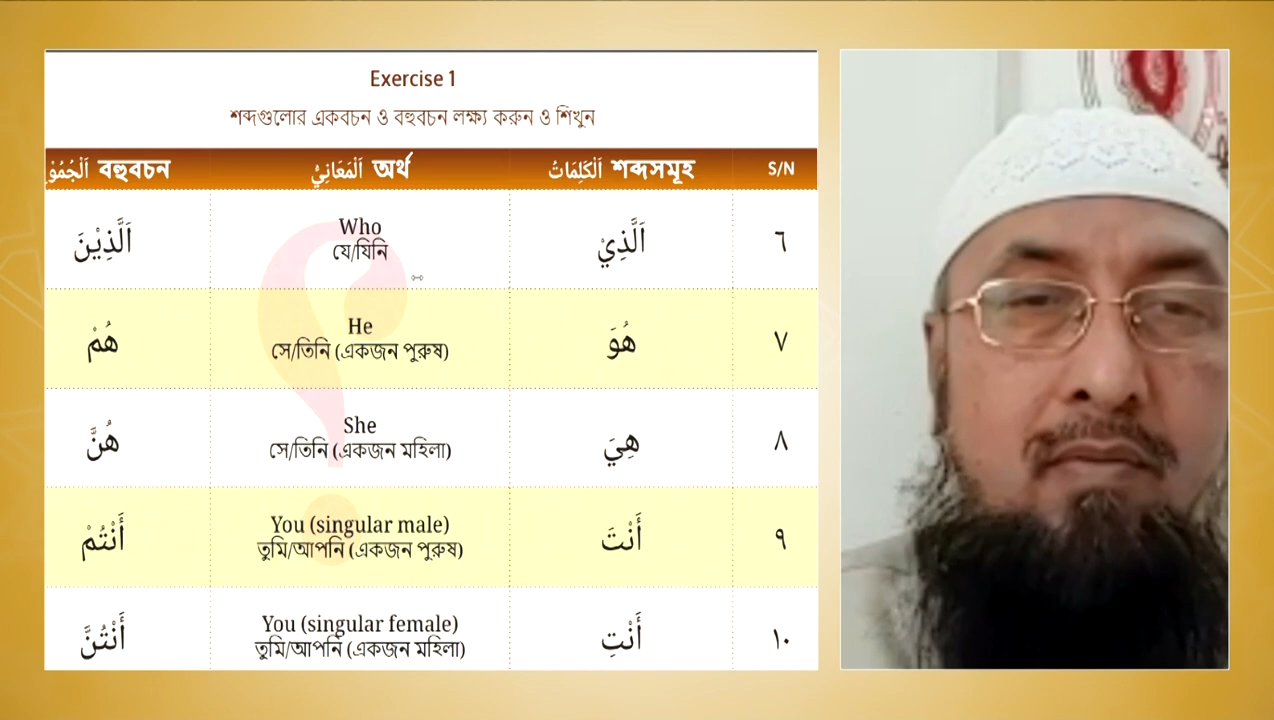 Exercise 1
শব্দগুলোর একবচন ও বহুবচন লক্ষ্য করুন ও শিখুন
S/N اَلْكَلِمَاتُ শব্দসমূহ اَلْمَعَانِيُّ অর্থ বহুবচন
٦ اَلَّذِيْ Who اَلَّذِيْنَ
যে/যিনি
٧ هُوَ He هُمْ
সে/তিনি (একজন পুরুষ)
٨ هِيَ She هُنَّ
সে/তিনি (একজন মহিলা)
٩ أَنْتَ You (singular male) أَنْتُمْ
তুমি/আপনি (একজন পুরুষ)
١٠ أَنْتِ You (singular female) أَنْتُنَّ
তুমি/আপনি (একজন মহিলা)